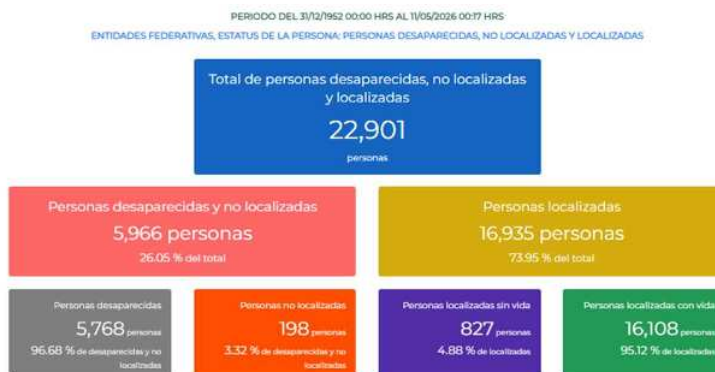 PERIODO DEL 31/12/1952 00:00 HRS AL 11/05/2026 00:17 HRS
ENTIDADES FEDERATIVAS, ESTATUS DE LA PERSONA: PERSONAS DESAPARECIDAS, NO LOCALIZADAS Y LOCALIZADAS
Total de personas desaparecidas, no localizadas
y localizadas
22,901
personas
Personas desaparecidas y no localizadas
5,966 personas
26.05 % del total
Personas localizadas
16,935 personas
73.95 % del total
Personas desaparecidas
5,768 personas
96.68 % de desaparecidas y no
localizadas
Personas no localizadas
198 personas
3.32 % de desaparecidas y no
localizadas
Personas localizadas sin vida
827 personas
4.88 % de localizadas
Personas localizadas con vida
16,108 personas
95.12 % de localizadas